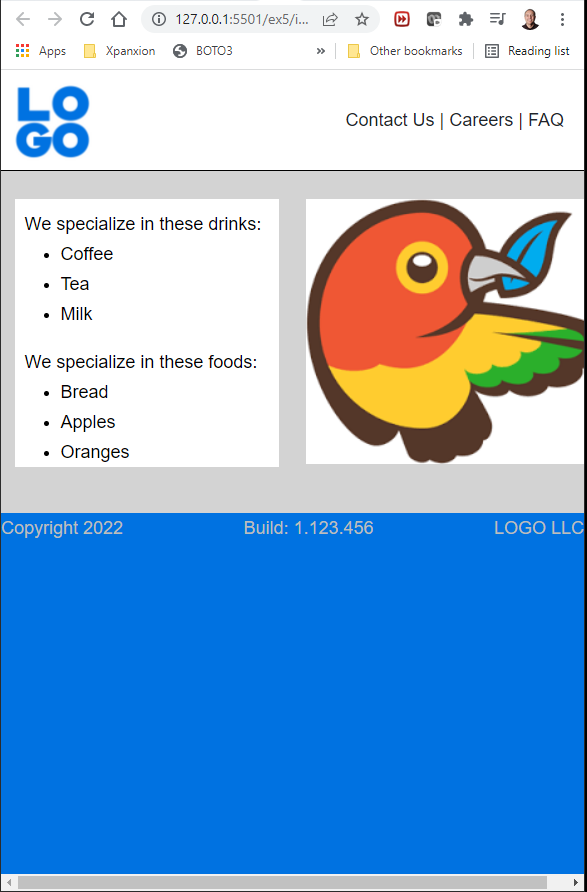 127.0.0.1:5501/ex5/i...
Apps Xpanxion BOTO3 » Other bookmarks Reading list
LO
GO
Contact Us | Careers | FAQ
We specialize in these drinks:
• Coffee
• Tea
• Milk
We specialize in these foods:
• Bread
• Apples
• Oranges
Copyright 2022 Build: 1.123.456 LOGO LLC